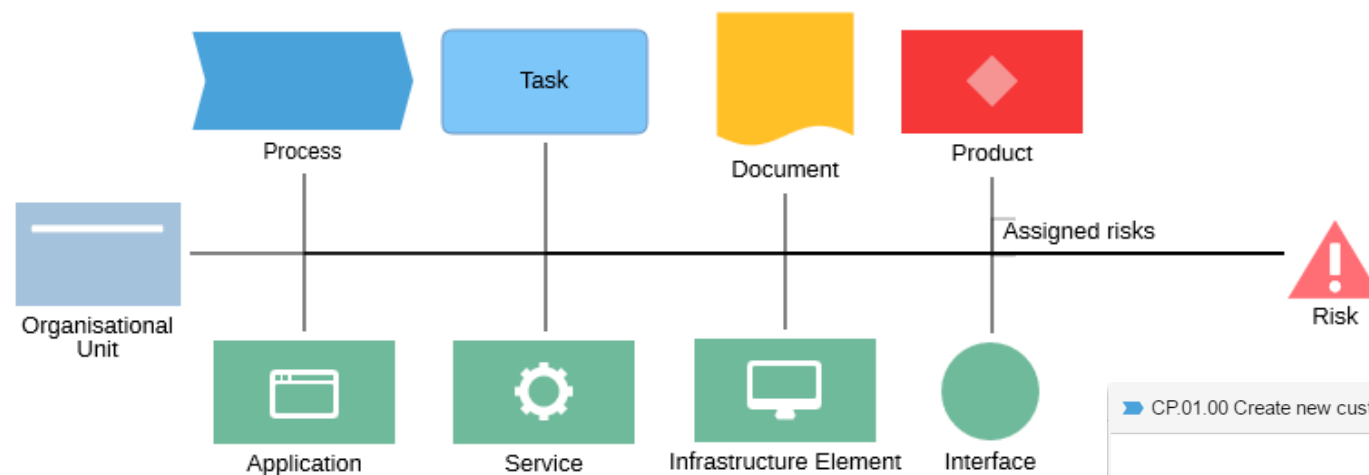 Task
Process
Document
Product
Assigned risks
Organisational
Unit
Risk
CP.01.00 Create new cust
Application
Service
Infrastructure Element
Interface